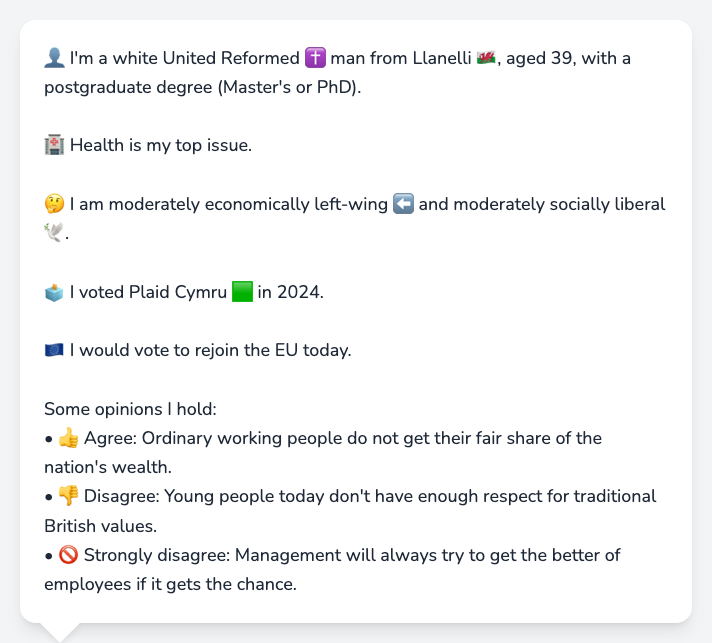 👤 I'm a white United Reformed ✝️ man from Llanelli 🏴󠁧󠁢󠁷󠁬󠁳󠁿, aged 39, with a
postgraduate degree (Master's or PhD).
🏥 Health is my top issue.
🤔 I am moderately economically left-wing ⬅️ and moderately socially liberal
🕊️.
🗳️ I voted Plaid Cymru 🟩 in 2024.
🇪🇺 I would vote to rejoin the EU today.
Some opinions I hold:
• 👍 Agree: Ordinary working people do not get their fair share of the
nation's wealth.
• 👎 Disagree: Young people today don't have enough respect for traditional
British values.
• 🚫 Strongly disagree: Management will always try to get the better of
employees if it gets the chance.